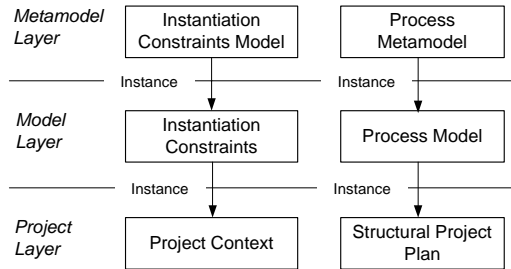 Metamodel
Layer
Instantiation
Constraints Model
Process
Metamodel
Instance
Instance
Model
Layer
Instantiation
Constraints
Process Model
Instance
Instance
Project
Layer
Project Context
Structural Project
Plan